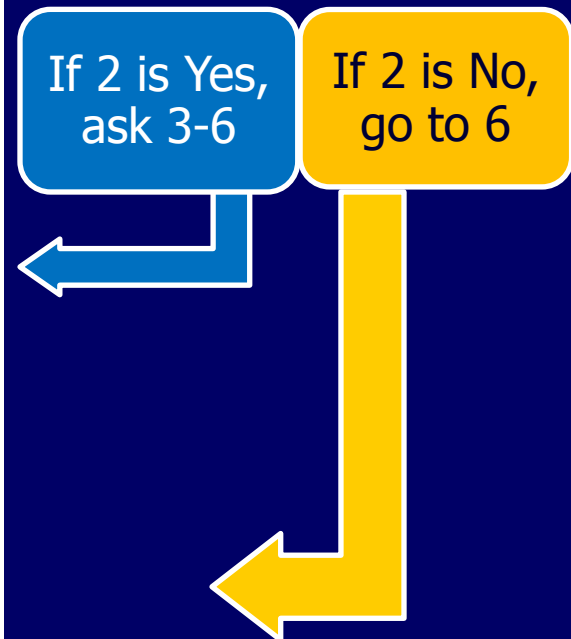 If 2 is Yes,
ask 3-6
If 2 is No,
go to 6